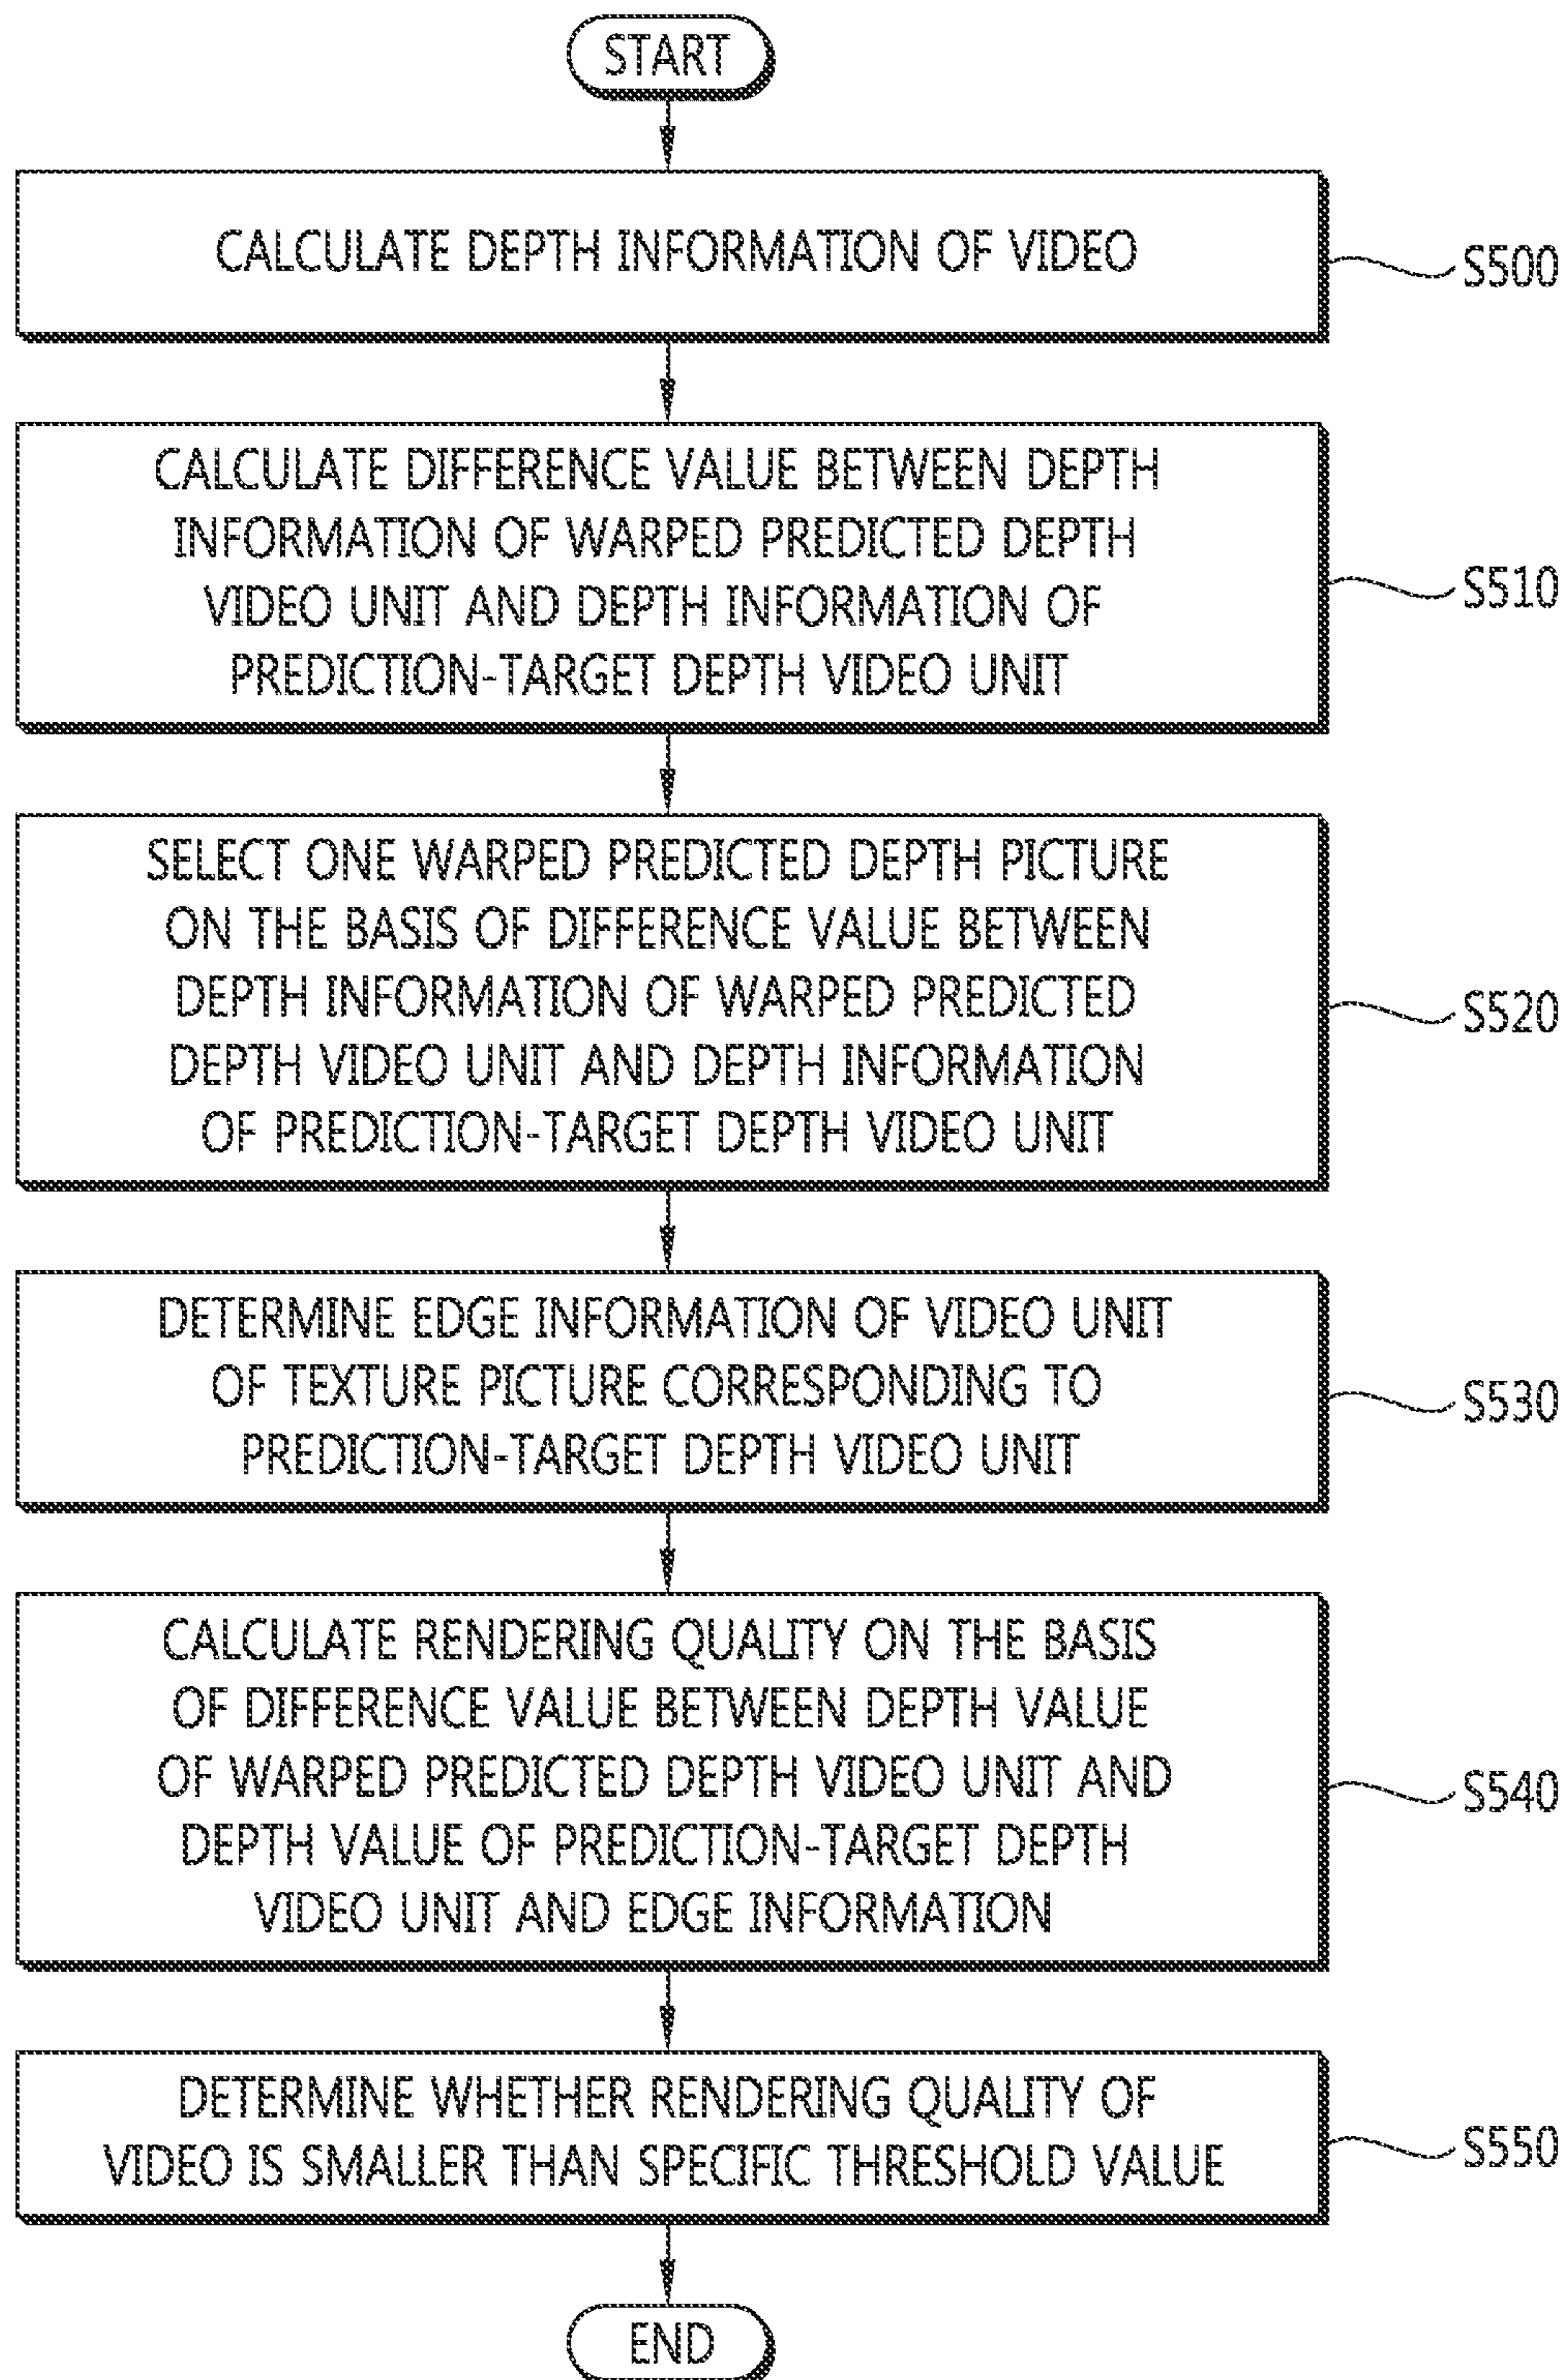 START
CALCULATE DEPTH INFORMATION OF VIDEO
S500
CALCULATE DIFFERENCE VALUE BETWEEN DEPTH
INFORMATION OF WARPED PREDICTED DEPTH
VIDEO UNIT AND DEPTH INFORMATION OF
PREDICTION-TARGET DEPTH VIDEO UNIT
S510
SELECT ONE WARPED PREDICTED DEPTH PICTURE
ON THE BASIS OF DIFFERENCE VALUE BETWEEN
DEPTH INFORMATION OF WARPED PREDICTED
DEPTH VIDEO UNIT AND DEPTH INFORMATION
OF PREDICTION-TARGET DEPTH VIDEO UNIT
S520
DETERMINE EDGE INFORMATION OF VIDEO UNIT
OF TEXTURE PICTURE CORRESPONDING TO
PREDICTION-TARGET DEPTH VIDEO UNIT
S530
CALCULATE RENDERING QUALITY ON THE BASIS
OF DIFFERENCE VALUE BETWEEN DEPTH VALUE
OF WARPED PREDICTED DEPTH VIDEO UNIT AND
DEPTH VALUE OF PREDICTION-TARGET DEPTH
VIDEO UNIT AND EDGE INFORMATION
S540
DETERMINE WHETHER RENDERING QUALITY OF
VIDEO IS SMALLER THAN SPECIFIC THRESHOLD VALUE
S550
END